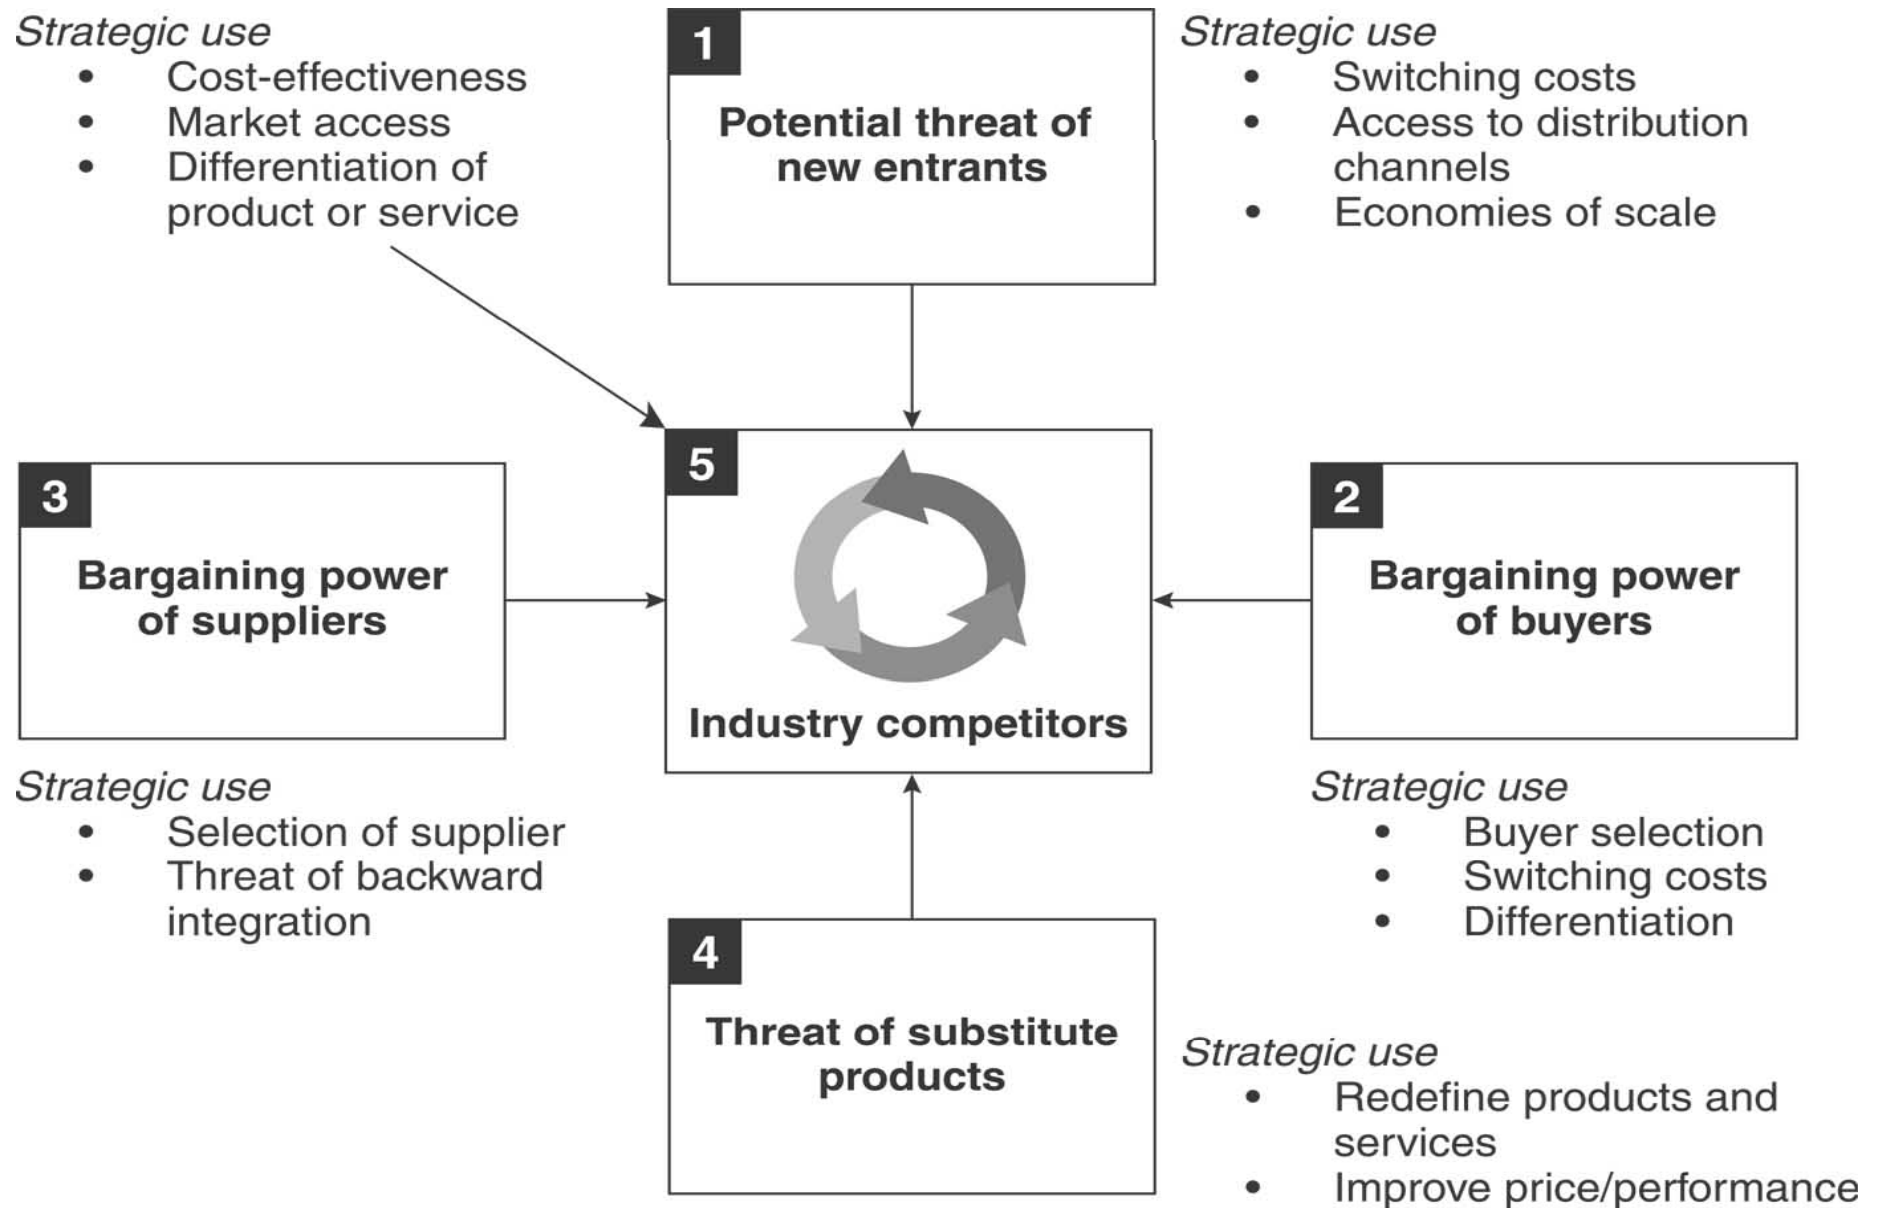 Strategic use
• Cost-effectiveness
• Market access
• Differentiation of
product or service
1
Potential threat of
new entrants
Strategic use
• Switching costs
• Access to distribution
channels
• Economies of scale
3
Bargaining power
of suppliers
Strategic use
• Selection of supplier
• Threat of backward
integration
5
Industry competitors
2
Bargaining power
of buyers
Strategic use
• Buyer selection
• Switching costs
• Differentiation
4
Threat of substitute
products
Strategic use
• Redefine products and
services
• Improve price/performance